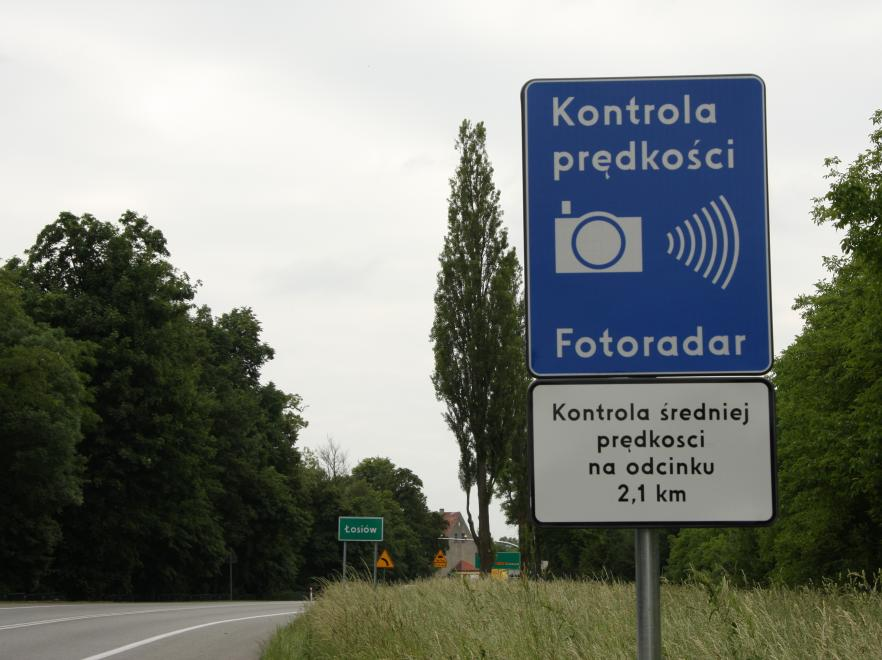 Kontrola
prędkości
Fotoradar
Kontrola średniej
prędkosci
na odcinku
2,1 km
Łosiów